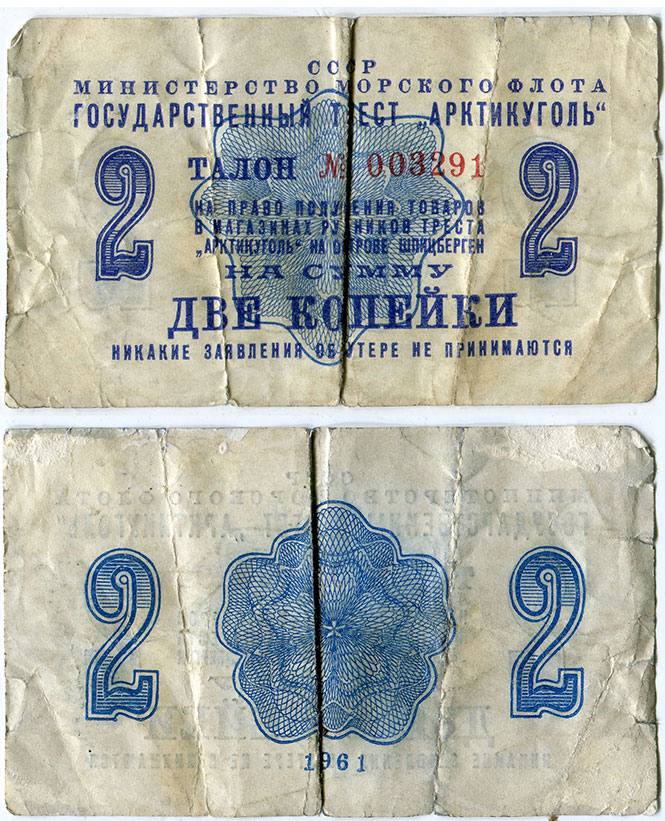 СССР
МИНИСТЕРСТВО МОРСКОГО ФЛОТА
ГОСУДАРСТВЕННЫЙ ТРЕСТ „АРКТИКУГОЛЬ“
2 ТАЛОН № 003291 2
НА ПРАВО ПОЛУЧЕНИЯ ТОВАРОВ
В МАГАЗИНАХ РУДНИКОВ ТРЕСТА
„АРКТИКУГОЛЬ“ НА ОСТРОВЕ ШПИЦБЕРГЕН
НА СУММУ
ДВЕ КОПЕЙКИ
НИКАКИЕ ЗАЯВЛЕНИЯ ОБ УТЕРЕ НЕ ПРИНИМАЮТСЯ
2 2
1961